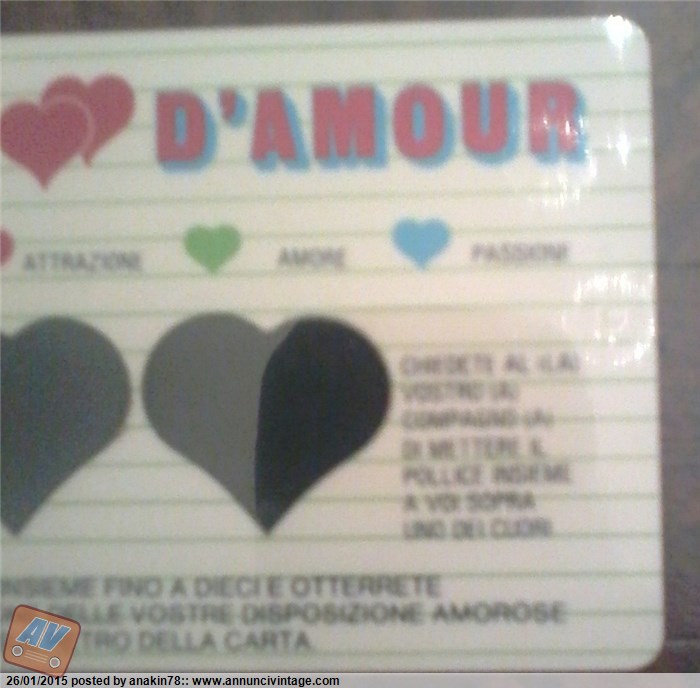 D'AMOUR
ATTRAZIONE AMORE PASSIONE
CHIEDETE AL (LA)
VOSTRO (A)
COMPAGNO (A)
DI METTERE IL
POLLICE INSIEME
A VOI SOPRA
UNO DEI CUORI
INSIEME FINO A DIECI E OTTERRETE
ELLE VOSTRE DISPOSIZIONE AMOROSE
TRO DELLA CARTA.
AV
26/01/2015 posted by anakin78:: www.annuncivintage.com